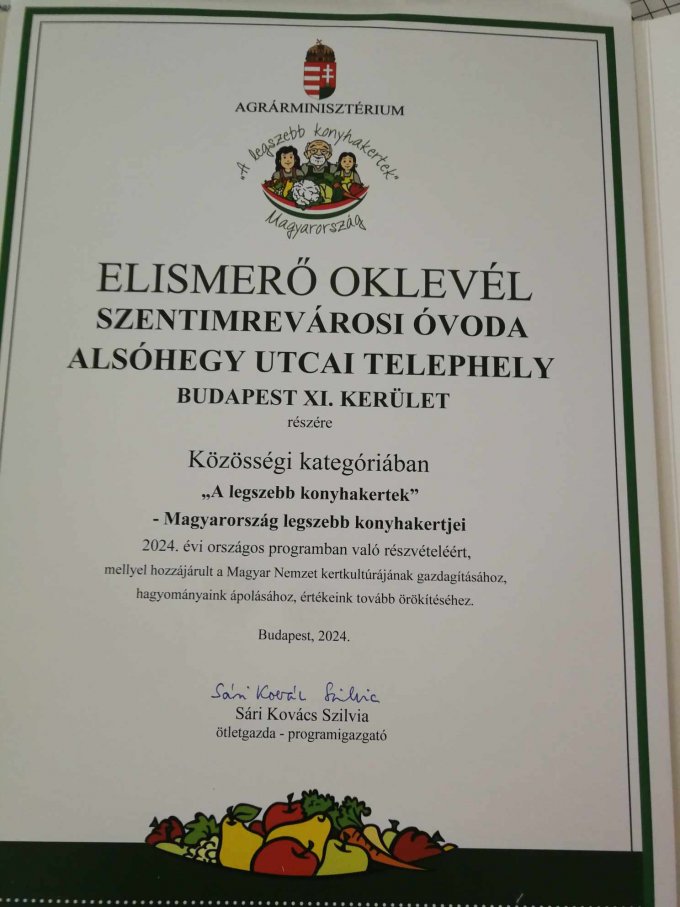 AGRÁRMINISZTÉRIUM
"A legszebb konyhakertek"
Magyarország
ELISMERŐ OKLEVÉL
SZENTIMREVÁROSI ÓVODA
ALSÓHEGY UTCAI TELEPHELY
BUDAPEST XI. KERÜLET
részére
Közösségi kategóriában
„A legszebb konyhakertek”
- Magyarország legszebb konyhakertjei
2024. évi országos programban való részvételéért,
mellyel hozzájárult a Magyar Nemzet kertkultúrájának gazdagításához,
hagyományaink ápolásához, értékeink tovább örökítéséhez.
Budapest, 2024.
Sári Kovács Szilvia
Sári Kovács Szilvia
ötletgazda - programigazgató